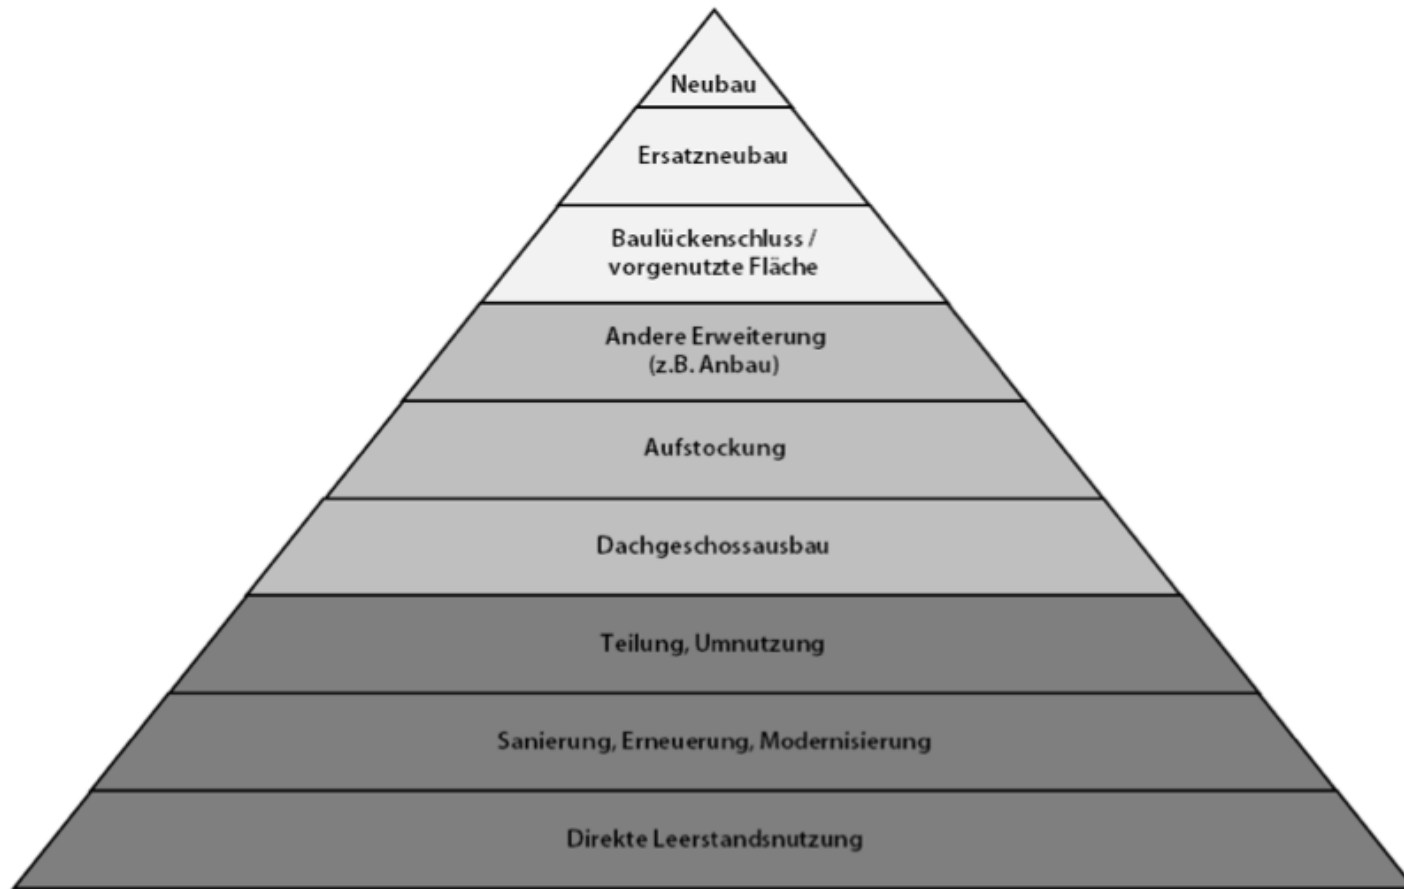 Neubau
Ersatzneubau
Baulückenschluss /
vorgenutzte Fläche
Andere Erweiterung
(z.B. Anbau)
Aufstockung
Dachgeschossausbau
Teilung, Umnutzung
Sanierung, Erneuerung, Modernisierung
Direkte Leerstandsnutzung